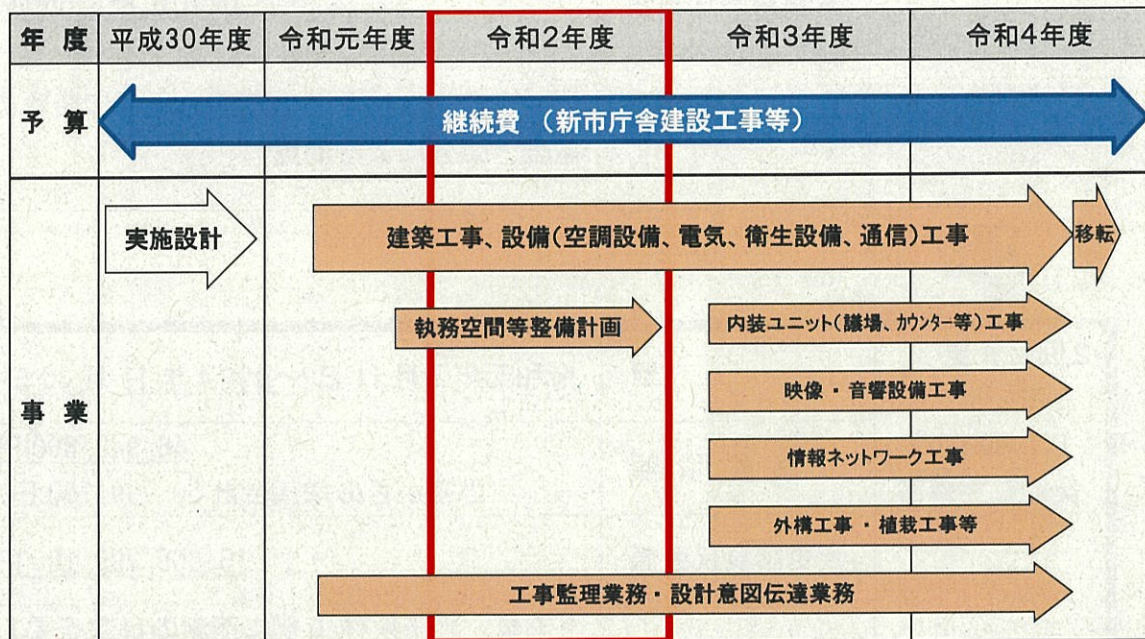 年 度 平成30年度 令和元年度 令和2年度 令和3年度 令和4年度
予 算 継続費 (新市庁舎建設工事等)
実施設計 建築工事、設備(空調設備、電気、衛生設備、通信)工事 移転
執務空間等整備計画 内装ユニット(議場、カウンター等)工事
事 業 映像・音響設備工事
情報ネットワーク工事
外構工事・植栽工事等
工事監理業務・設計意図伝達業務